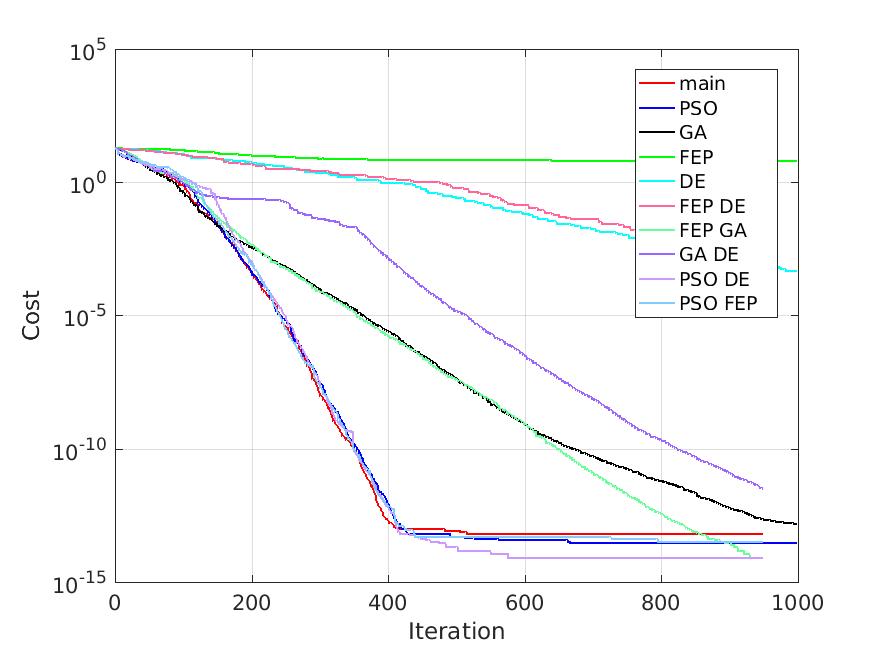 10^5
10^0
10^-5
10^-10
10^-15
Cost
main
PSO
GA
FEP
DE
FEP DE
FEP GA
GA DE
PSO DE
PSO FEP
0 200 400 600 800 1000
Iteration